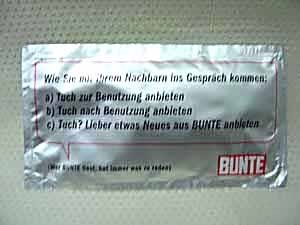 Wie Sie mit Ihrem Nachbarn ins Gespräch kommen:
a) Tuch zur Benutzung anbieten
b) Tuch nach Benutzung anbieten
c) Tuch? Lieber etwas Neues aus BUNTE anbieten
(Wer BUNTE liest, hat immer was zu reden)
BUNTE